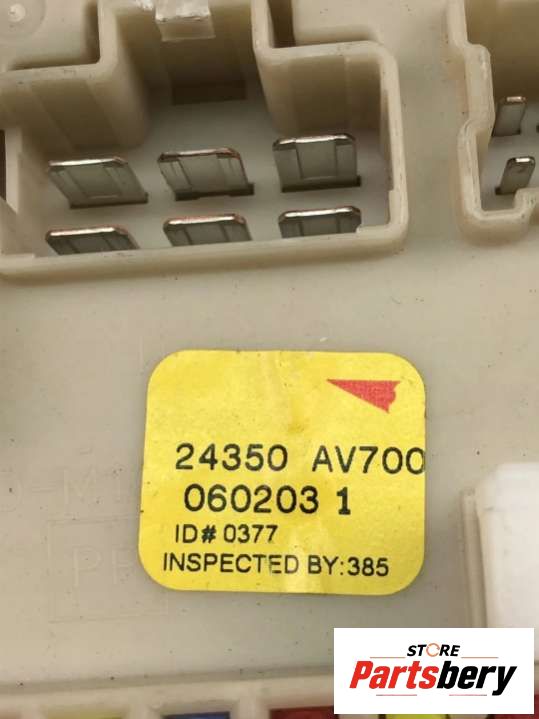 24350 AV700
060203 1
ID# 0377
INSPECTED BY:385
STORE
Partsbery